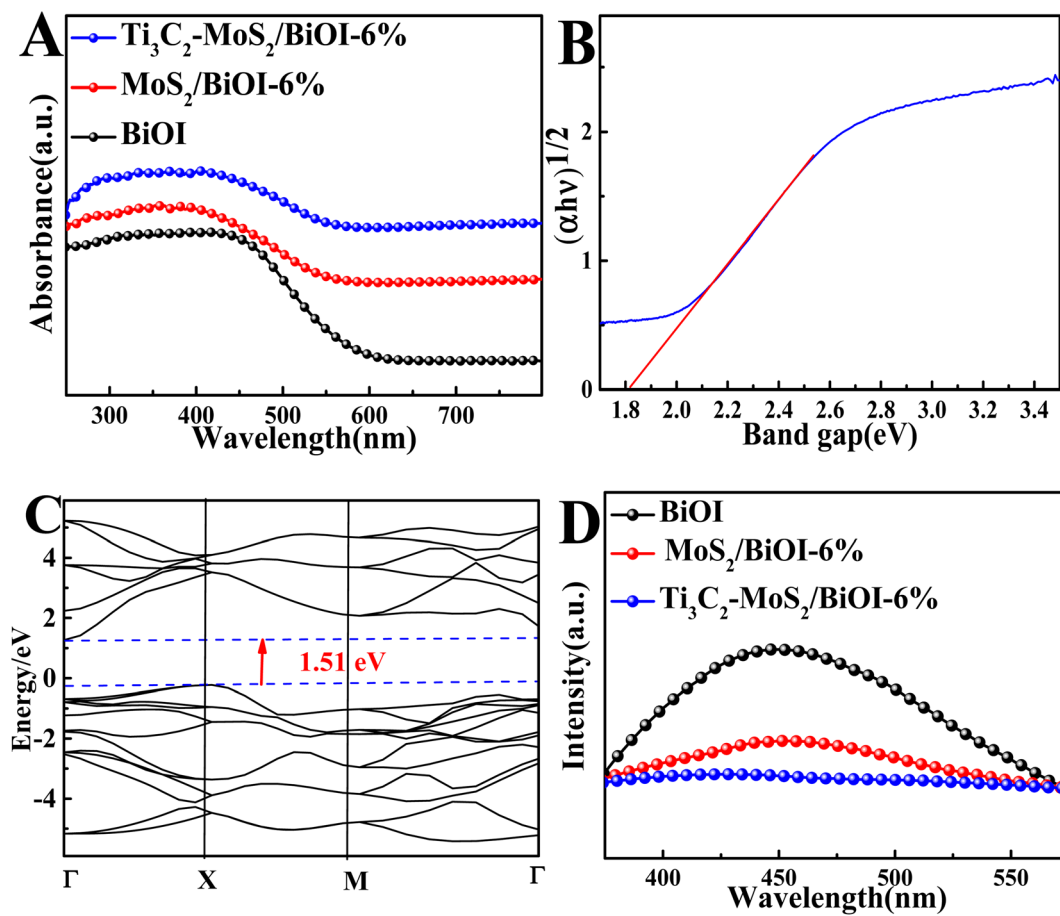 A
Ti₃C₂-MoS₂/BiOI-6%
MoS₂/BiOI-6%
BiOI
Absorbance(a.u.)
300 400 500 600 700
Wavelength(nm)
B
(αhν)^1/2
2
1
0
1.8 2.0 2.2 2.4 2.6 2.8 3.0 3.2 3.4
Band gap(eV)
C
Energy/eV
4
2
0
-2
-4
1.51 eV
Γ X M Γ
D
BiOI
MoS₂/BiOI-6%
Ti₃C₂-MoS₂/BiOI-6%
Intensity(a.u.)
400 450 500 550
Wavelength(nm)